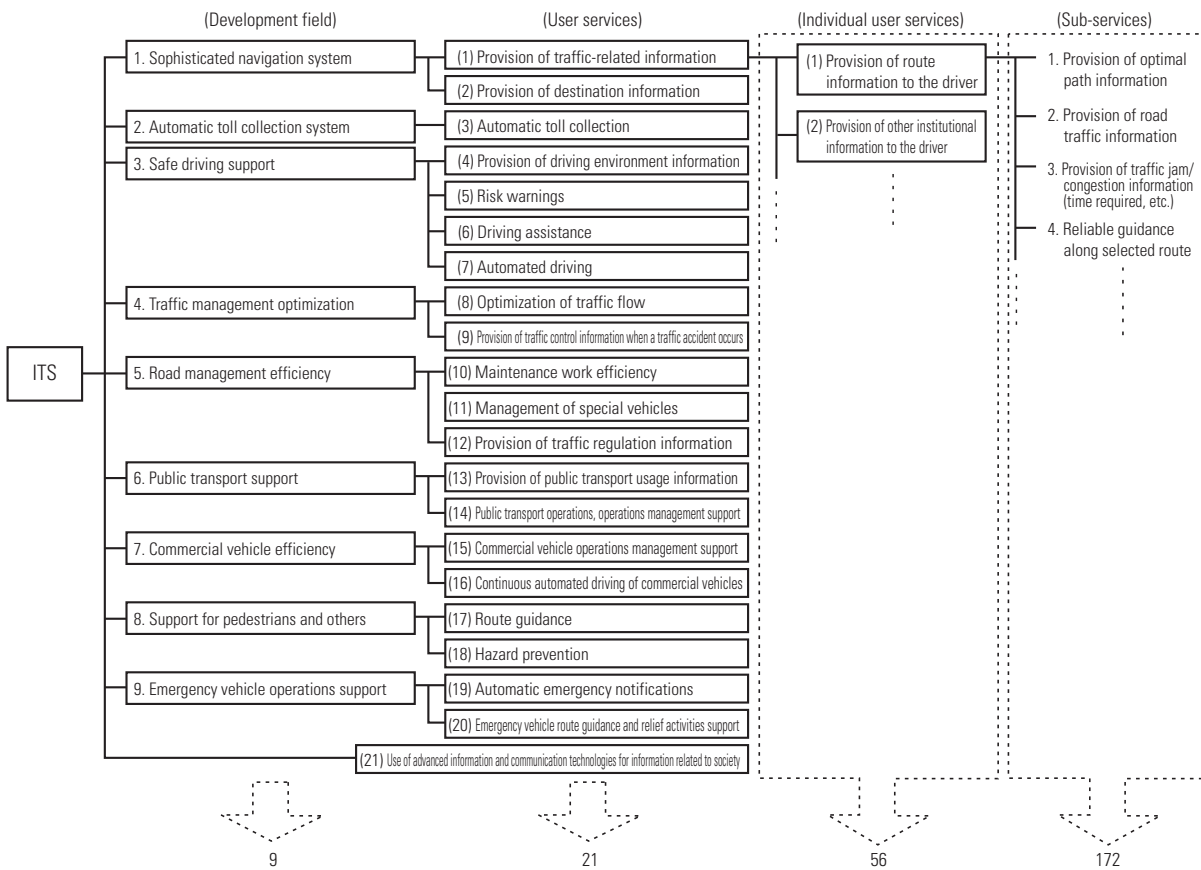 (Development field)
(User services)
(Individual user services)
(Sub-services)
ITS
1. Sophisticated navigation system
2. Automatic toll collection system
3. Safe driving support
4. Traffic management optimization
5. Road management efficiency
6. Public transport support
7. Commercial vehicle efficiency
8. Support for pedestrians and others
9. Emergency vehicle operations support
(1) Provision of traffic-related information
(2) Provision of destination information
(3) Automatic toll collection
(4) Provision of driving environment information
(5) Risk warnings
(6) Driving assistance
(7) Automated driving
(8) Optimization of traffic flow
(9) Provision of traffic control information when a traffic accident occurs
(10) Maintenance work efficiency
(11) Management of special vehicles
(12) Provision of traffic regulation information
(13) Provision of public transport usage information
(14) Public transport operations, operations management support
(15) Commercial vehicle operations management support
(16) Continuous automated driving of commercial vehicles
(17) Route guidance
(18) Hazard prevention
(19) Automatic emergency notifications
(20) Emergency vehicle route guidance and relief activities support
(21) Use of advanced information and communication technologies for information related to society
(1) Provision of route
information to the driver
(2) Provision of other institutional
information to the driver
1. Provision of optimal
path information
2. Provision of road
traffic information
3. Provision of traffic jam/
congestion information
(time required, etc.)
4. Reliable guidance
along selected route
9
21
56
172